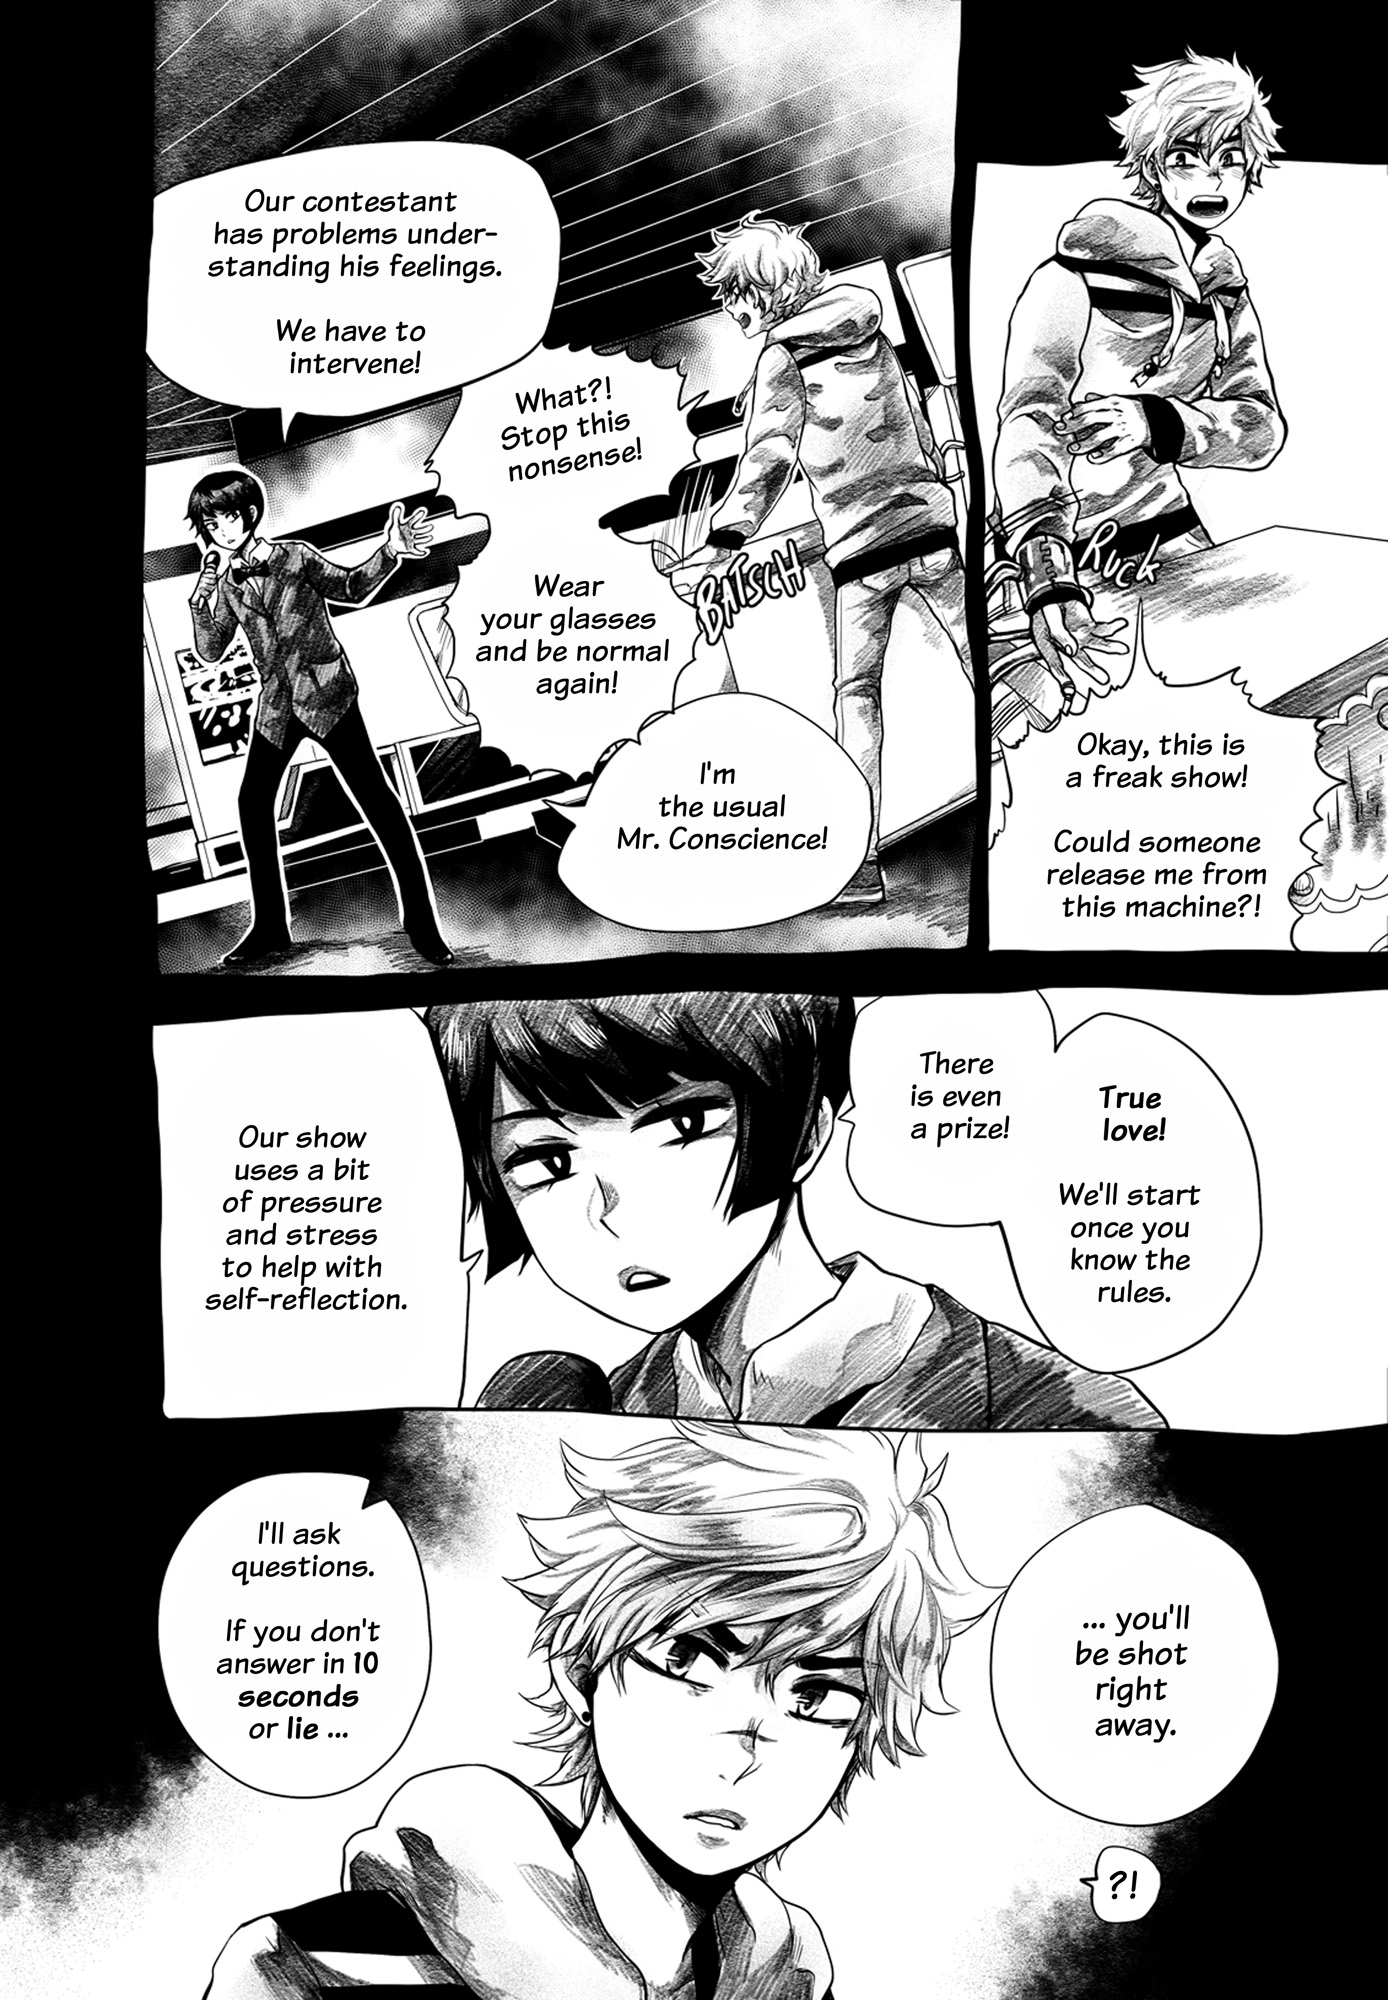 Our contestant
has problems under-
standing his feelings.
We have to
intervene!
What?!
Stop this
nonsense!
Wear
your glasses
and be normal
again!
BATSCH
I'm
the usual
Mr. Conscience!
RUCK
Okay, this is
a freak show!
Could someone
release me from
this machine?!
Our show
uses a bit
of pressure
and stress
to help with
self-reflection.
There
is even
a prize!
True
love!
We'll start
once you
know the
rules.
I'll ask
questions.
If you don't
answer in 10
seconds
or lie ...
... you'll
be shot
right
away.
?!